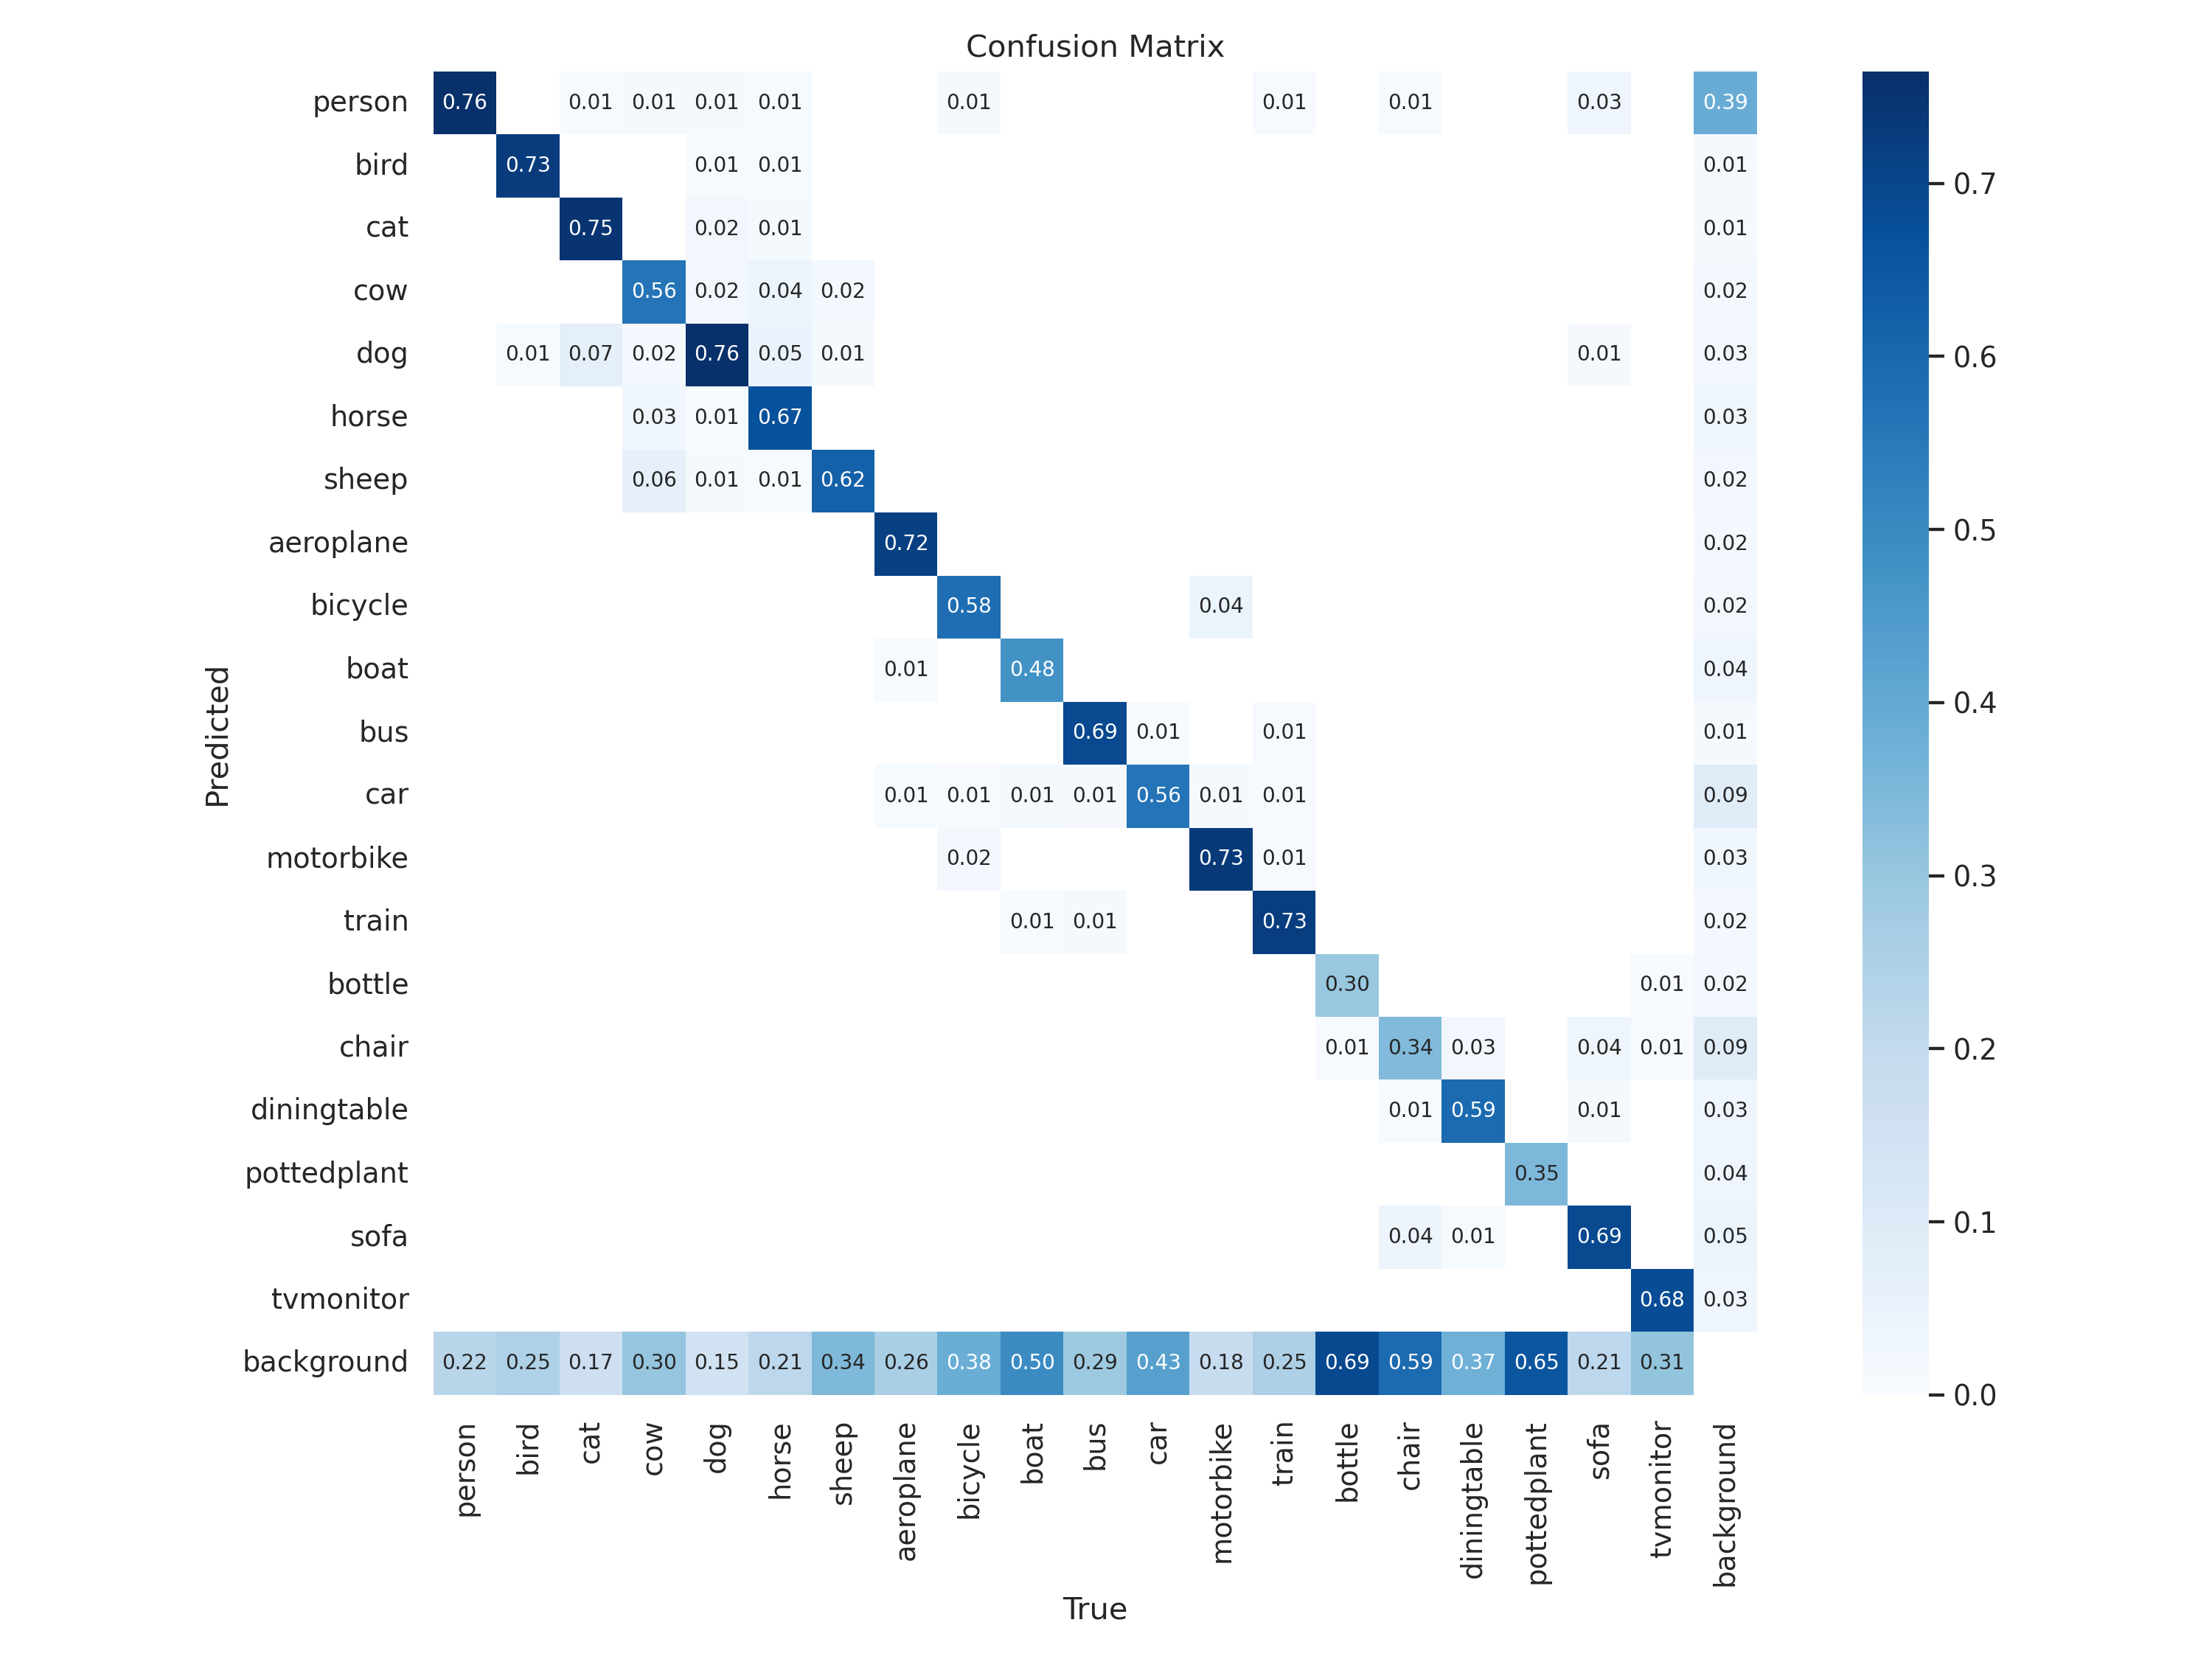 Confusion Matrix
person 0.76 0.01 0.01 0.01 0.01 0.01 0.01 0.01 0.03 0.39
bird 0.73 0.01 0.01 0.01
cat 0.75 0.02 0.01 0.01
cow 0.56 0.02 0.04 0.02 0.02
dog 0.01 0.07 0.02 0.76 0.05 0.01 0.01 0.03
horse 0.03 0.01 0.67 0.03
sheep 0.06 0.01 0.01 0.62 0.02
aeroplane 0.72 0.02
bicycle 0.58 0.04 0.02
boat 0.01 0.48 0.04
bus 0.69 0.01 0.01 0.01
car 0.01 0.01 0.01 0.01 0.56 0.01 0.01 0.09
motorbike 0.02 0.73 0.01 0.03
train 0.01 0.01 0.73 0.02
bottle 0.30 0.01 0.02
chair 0.01 0.34 0.03 0.04 0.01 0.09
diningtable 0.01 0.59 0.01 0.03
pottedplant 0.35 0.04
sofa 0.04 0.01 0.69 0.05
tvmonitor 0.68 0.03
background 0.22 0.25 0.17 0.30 0.15 0.21 0.34 0.26 0.38 0.50 0.29 0.43 0.18 0.25 0.69 0.59 0.37 0.65 0.21 0.31
Predicted
person bird cat cow dog horse sheep aeroplane bicycle boat bus car motorbike train bottle chair diningtable pottedplant sofa tvmonitor background
True
0.7
0.6
0.5
0.4
0.3
0.2
0.1
0.0